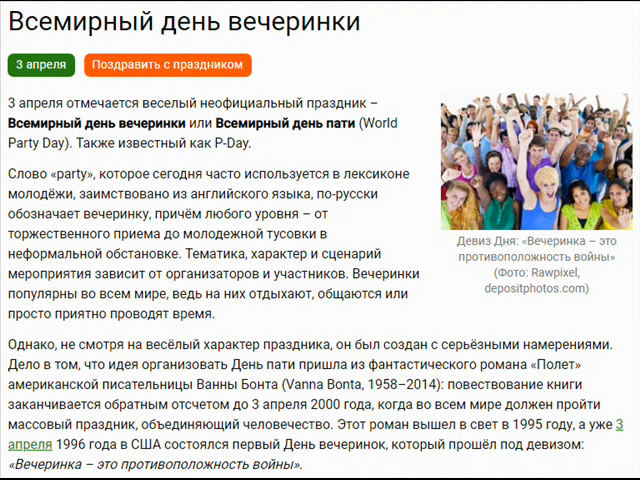 Всемирный день вечеринки
3 апреля
Поздравить с праздником
3 апреля отмечается веселый неофициальный праздник –
Всемирный день вечеринки или Всемирный день пати (World
Party Day). Также известный как P-Day.
Слово «party», которое сегодня часто используется в лексиконе
молодёжи, заимствовано из английского языка, по-русски
обозначает вечеринку, причём любого уровня – от
торжественного приема до молодежной тусовки в
неформальной обстановке. Тематика, характер и сценарий
мероприятия зависит от организаторов и участников. Вечеринки
популярны во всем мире, ведь на них отдыхают, общаются или
просто приятно проводят время.
Девиз Дня: «Вечеринка – это
противоположность войны»
(Фото: Rawpixel,
depositphotos.com)
Однако, не смотря на весёлый характер праздника, он был создан с серьёзными намерениями.
Дело в том, что идея организовать День пати пришла из фантастического романа «Полет»
американской писательницы Ванны Бонта (Vanna Bonta, 1958–2014): повествование книги
заканчивается обратным отсчетом до 3 апреля 2000 года, когда во всем мире должен пройти
массовый праздник, объединяющий человечество. Этот роман вышел в свет в 1995 году, а уже 3
апреля 1996 года в США состоялся первый День вечеринок, который прошёл под девизом:
«Вечеринка – это противоположность войны».